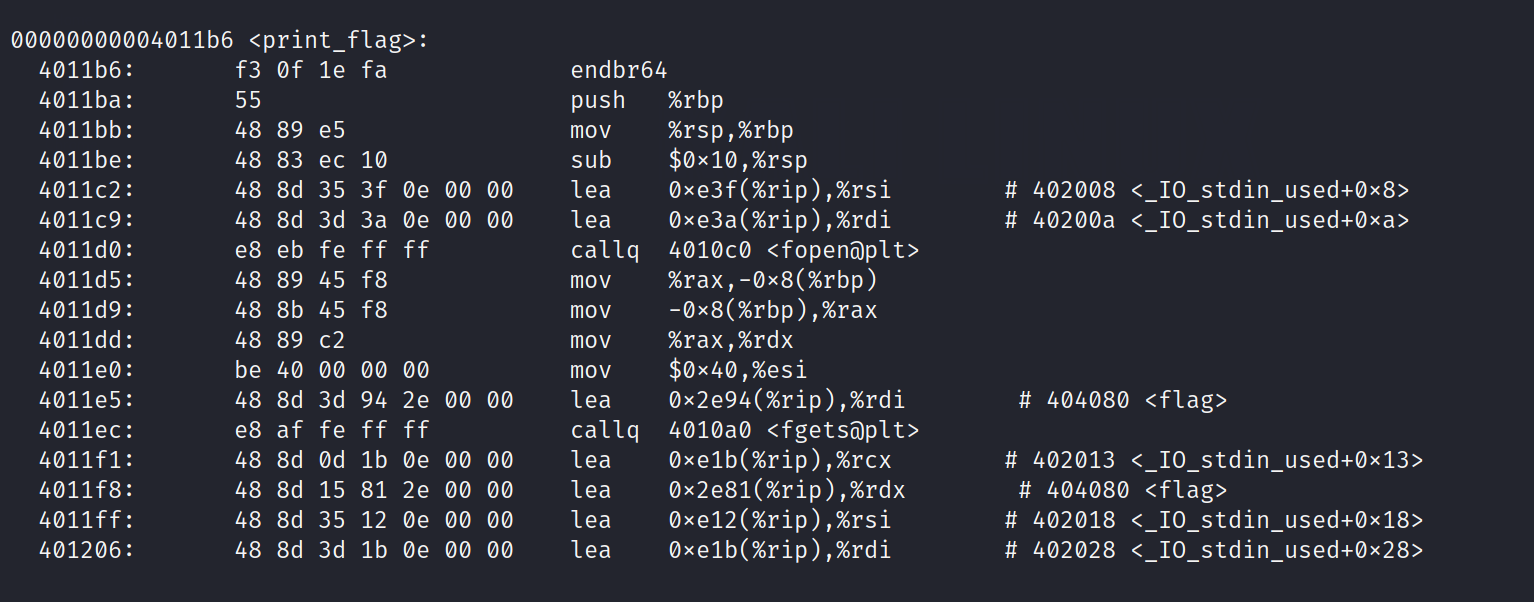 00000000004011b6 <print_flag>:
  4011b6:       f3 0f 1e fa             endbr64
  4011ba:       55                      push   %rbp
  4011bb:       48 89 e5                mov    %rsp,%rbp
  4011be:       48 83 ec 10             sub    $0×10,%rsp
  4011c2:       48 8d 35 3f 0e 00 00    lea    0×e3f(%rip),%rsi        # 402008 <_IO_stdin_used+0×8>
  4011c9:       48 8d 3d 3a 0e 00 00    lea    0×e3a(%rip),%rdi        # 40200a <_IO_stdin_used+0×a>
  4011d0:       e8 eb fe ff ff          callq  4010c0 <fopen@plt>
  4011d5:       48 89 45 f8             mov    %rax,-0×8(%rbp)
  4011d9:       48 8b 45 f8             mov    -0×8(%rbp),%rax
  4011dd:       48 89 c2                mov    %rax,%rdx
  4011e0:       be 40 00 00 00          mov    $0×40,%esi
  4011e5:       48 8d 3d 94 2e 00 00    lea    0×2e94(%rip),%rdi        # 404080 <flag>
  4011ec:       e8 af fe ff ff          callq  4010a0 <fgets@plt>
  4011f1:       48 8d 0d 1b 0e 00 00    lea    0×e1b(%rip),%rcx        # 402013 <_IO_stdin_used+0×13>
  4011f8:       48 8d 15 81 2e 00 00    lea    0×2e81(%rip),%rdx        # 404080 <flag>
  4011ff:       48 8d 35 12 0e 00 00    lea    0×e12(%rip),%rsi        # 402018 <_IO_stdin_used+0×18>
  401206:       48 8d 3d 1b 0e 00 00    lea    0×e1b(%rip),%rdi        # 402028 <_IO_stdin_used+0×28>